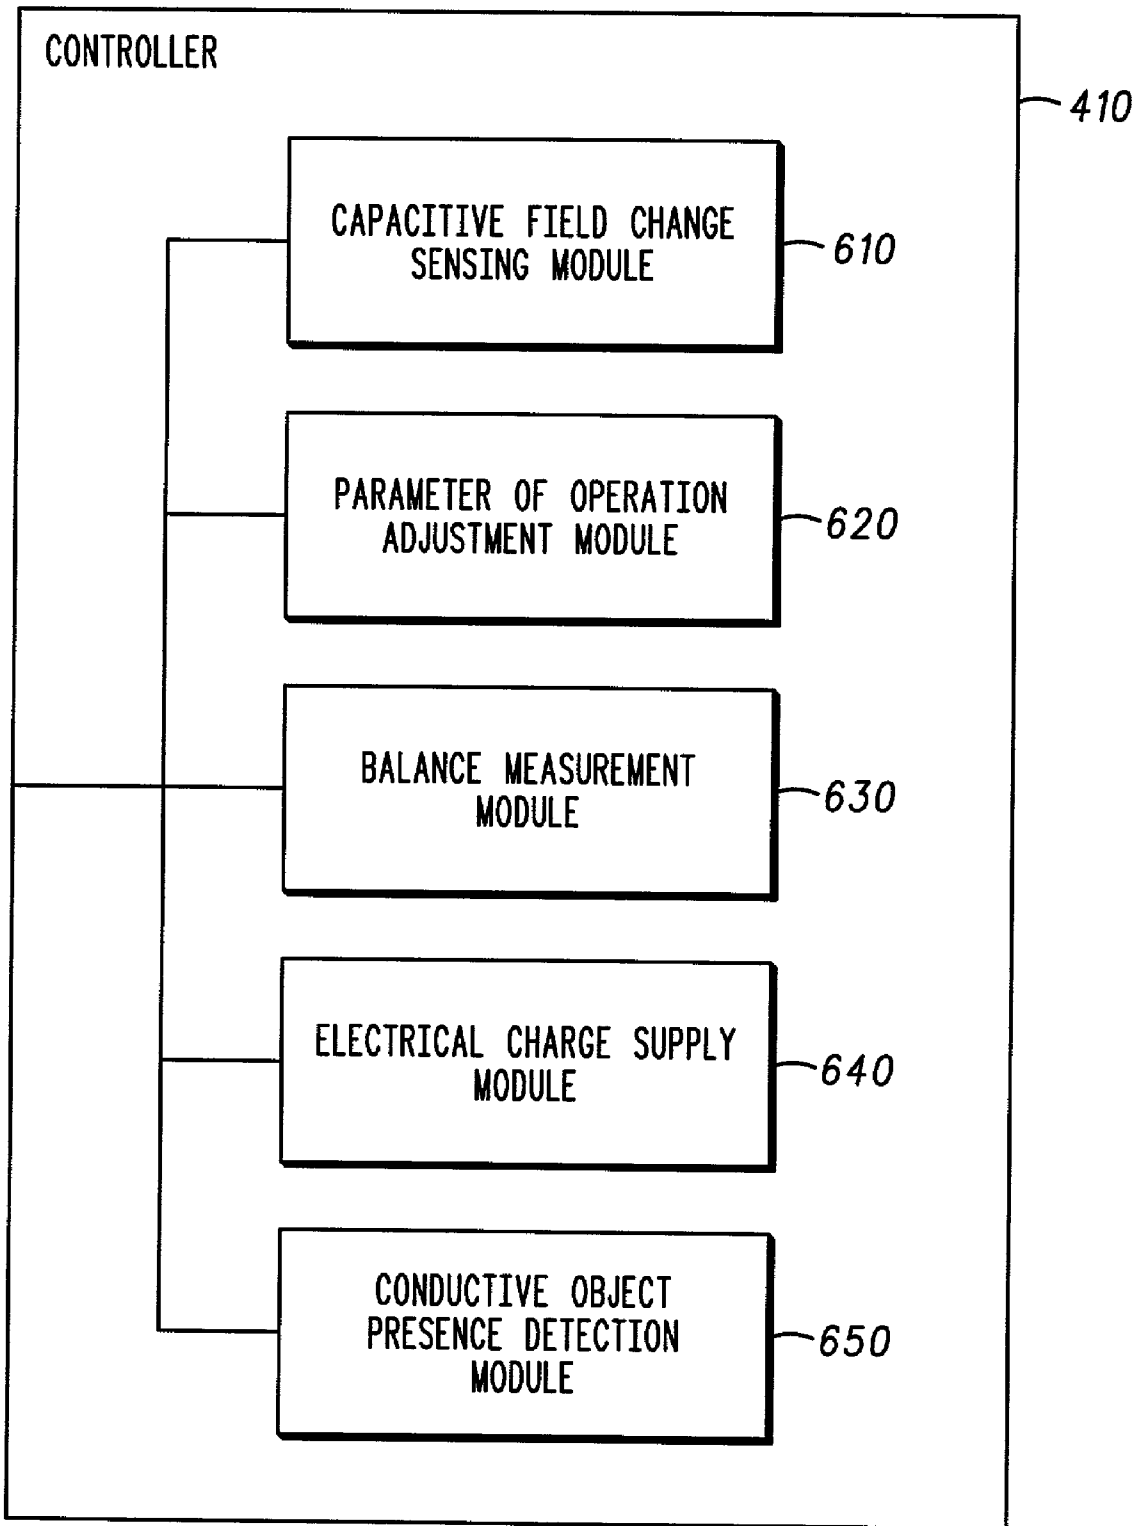 CONTROLLER
410
CAPACITIVE FIELD CHANGE
SENSING MODULE
610
PARAMETER OF OPERATION
ADJUSTMENT MODULE
620
BALANCE MEASUREMENT
MODULE
630
ELECTRICAL CHARGE SUPPLY
MODULE
640
CONDUCTIVE OBJECT
PRESENCE DETECTION
MODULE
650